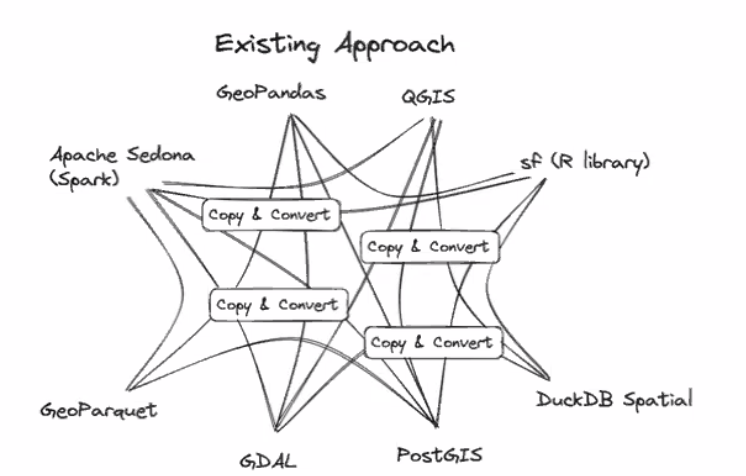 Existing Approach
GeoPandas
QGIS
Apache Sedona
(Spark)
sf (R library)
Copy & Convert
Copy & Convert
Copy & Convert
Copy & Convert
GeoParquet
DuckDB Spatial
GDAL
PostGIS